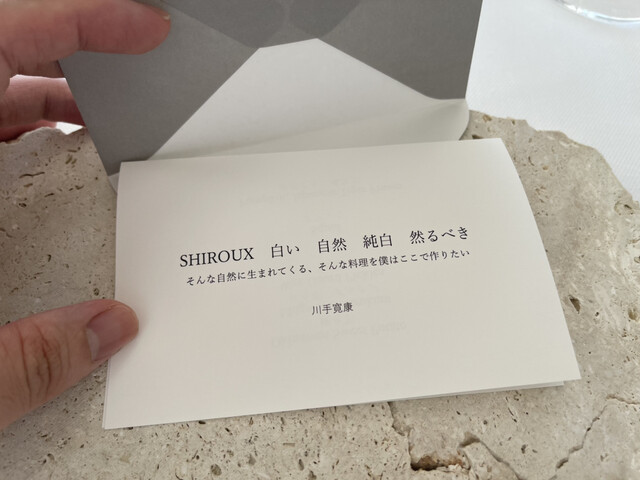 SHIROUX　白い　自然　純白　然るべき
そんな自然に生まれてくる、そんな料理を僕はここで作りたい
川手寛康